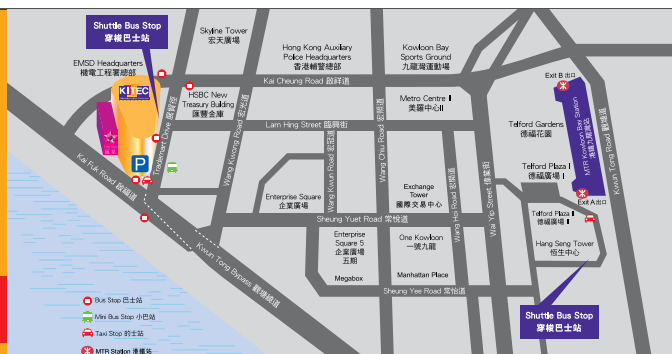 Shuttle Bus Stop
穿梭巴士站
Skyline Tower
宏天廣場
Hong Kong Auxiliary
Police Headquarters
香港輔警總部
Kowloon Bay
Sports Ground
九龍灣運動場
EMSD Headquarters
機電工程署總部
Kai Cheung Road 啟祥道
Exit B 出口
KITEC
HSBC New
Treasury Building
匯豐金庫
Metro Centre II
美羅中心II
Lam Hing Street 臨興街
Telford Gardens
德福花園
MTR Kowloon Bay Station
港鐵九龍灣站
Kwun Tong Road 觀塘道
Trademart Drive 展貿徑
Wang Kwong Road 宏光道
Wang Kwun Road 宏冠道
Wang Chiu Road 宏照道
Wang Hoi Road 宏開道
Wai Yip Street 偉業街
P
Telford Plaza I
德福廣場 I
Kai Fuk Road 啟福道
Enterprise Square
企業廣場
Exchange
Tower
國際交易中心
Exit A 出口
Telford Plaza II
德福廣場 II
Sheung Yuet Road 常悅道
Enterprise
Square 5
企業廣場
五期
Megabox
One Kowloon
一號九龍
Hang Seng Tower
恒生中心
Kwun Tong Bypass 觀塘繞道
Manhattan Place
Sheung Yee Road 常怡道
Bus Stop 巴士站
Mini Bus Stop 小巴站
Taxi Stop 的士站
MTR Station 港鐵站
Shuttle Bus Stop
穿梭巴士站